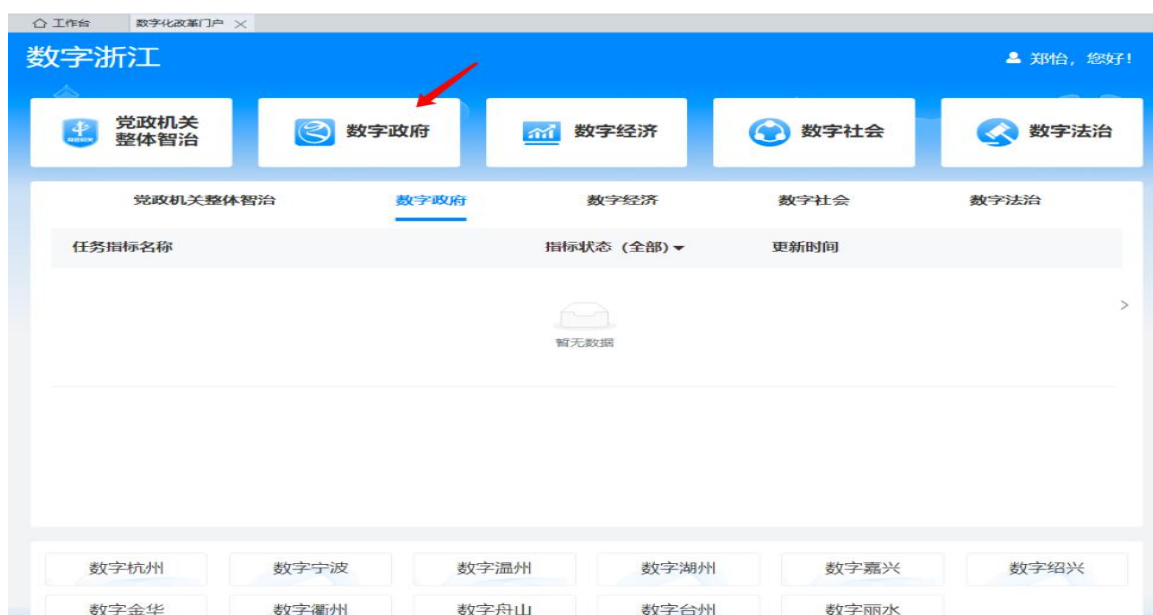 工作台 数字化改革门户
数字浙江 郑怡，您好！
党政机关
整体智治 数字政府 数字经济 数字社会 数字法治
党政机关整体智治 数字政府 数字经济 数字社会 数字法治
任务指标名称 指标状态（全部） 更新时间
暂无数据
数字杭州 数字宁波 数字温州 数字湖州 数字嘉兴 数字绍兴
数字金华 数字衢州 数字舟山 数字台州 数字丽水